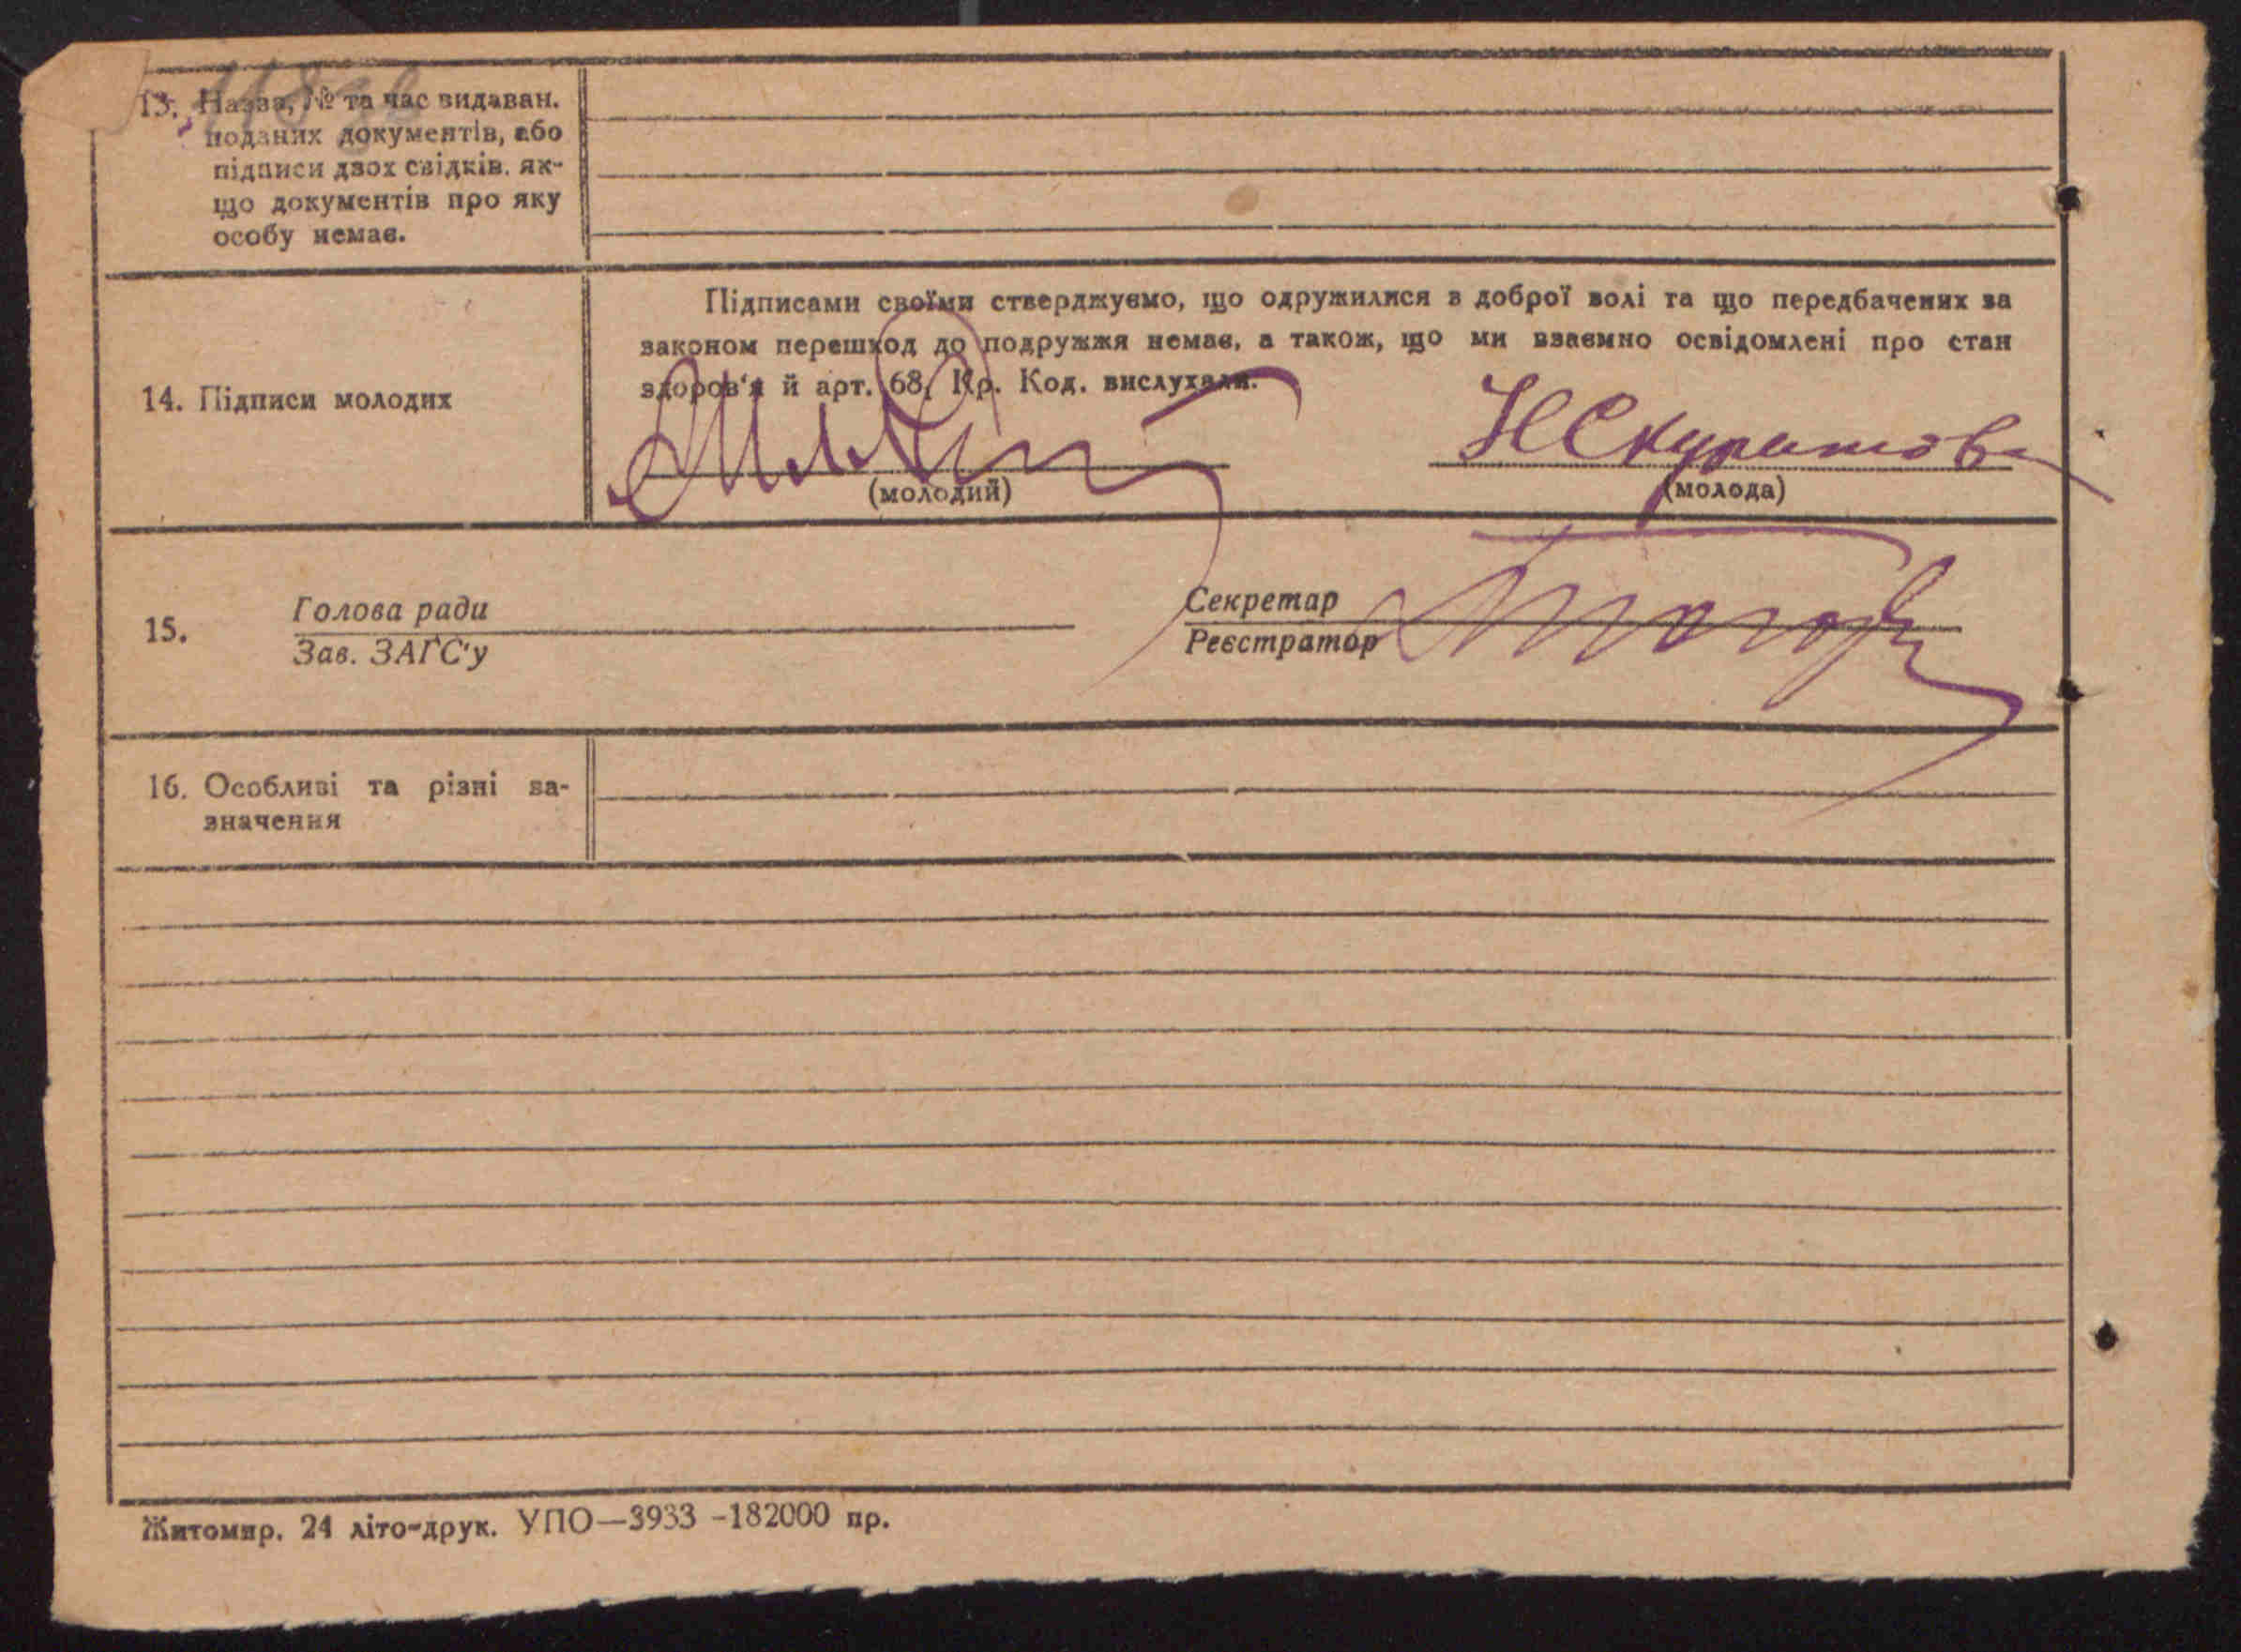 13. Назва, № та час видаван.
поданих документів, або
підписи двох свідків, як-
що документів про яку
особу немає.
Підписами своїми стверджуємо, що одружилися з доброї волі та що передбачених за
законом перешкод до подружжя немає, а також, що ми взаємно освідомлені про стан
здоров'я й арт. 68, Кр. Код. вислухали.
14. Підписи молодих
НСкуратова
(молодий) (молода)
15. Голова ради Секретар
Зав. ЗАГС'у Реєстратор
16. Особливі та різні за-
значення
Житомир. 24 літо-друк. УПО—3933 -182000 пр.